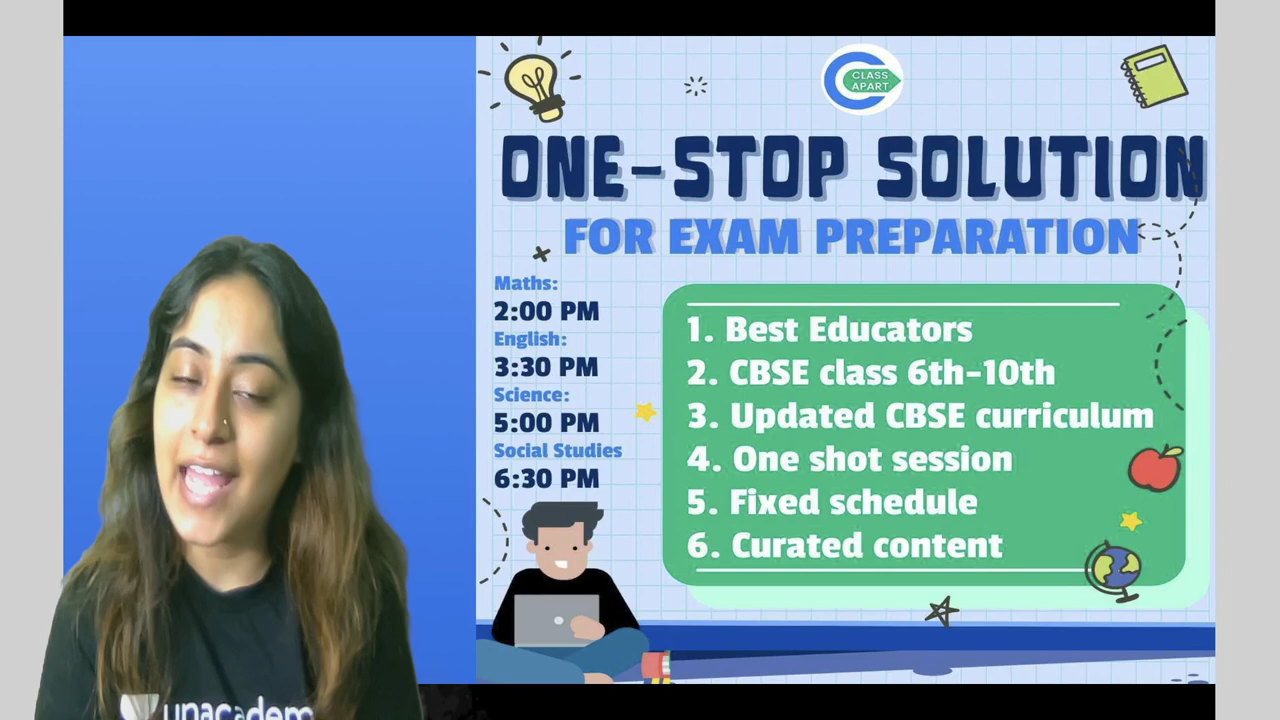 CLASS
APART
ONE-STOP SOLUTION
FOR EXAM PREPARATION
Maths:
2:00 PM
English:
3:30 PM
Science:
5:00 PM
Social Studies
6:30 PM
1. Best Educators
2. CBSE class 6th-10th
3. Updated CBSE curriculum
4. One shot session
5. Fixed schedule
6. Curated content
unacadem